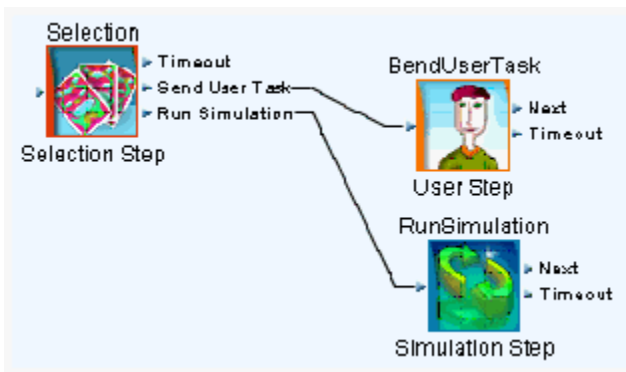 Selection
Timeout
Send User Task
Run Simulation
Selection Step
SendUserTask
Next
Timeout
User Step
RunSimulation
Next
Timeout
Simulation Step